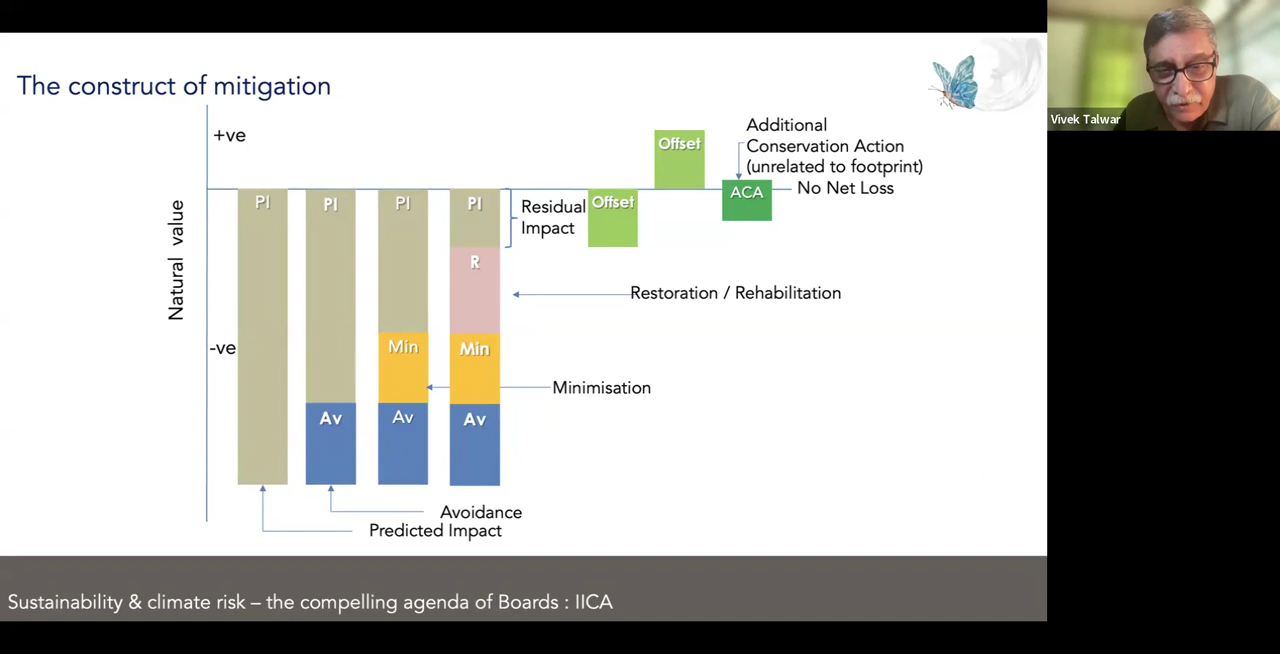 The construct of mitigation
Vivek Talwar
+ve
Natural value
-ve
PI
PI
Av
PI
Min
Av
PI
R
Min
Av
Residual
Impact
Offset
Offset
Additional
Conservation Action
(unrelated to footprint)
ACA
No Net Loss
Restoration / Rehabilitation
Minimisation
Avoidance
Predicted Impact
Sustainability & climate risk – the compelling agenda of Boards : IICA